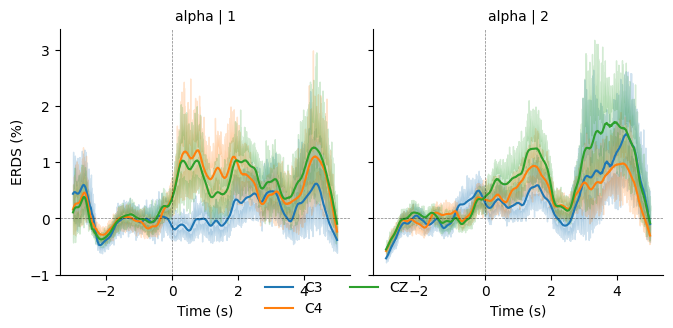 alpha | 1
alpha | 2
ERDS (%)
3
2
1
0
−1
−2
0
2
4
−2
0
2
4
Time (s)
Time (s)
C3
C4
CZ